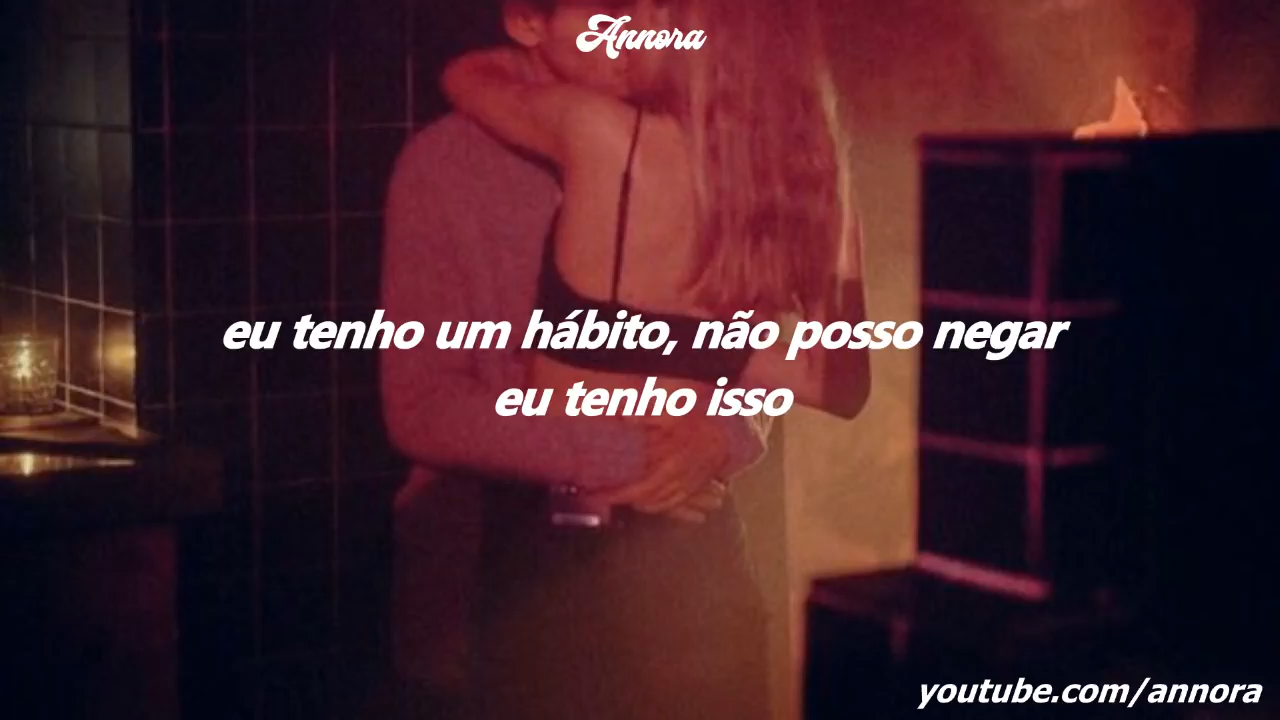 Annora
eu tenho um hábito, não posso negar
eu tenho isso
youtube.com/annora